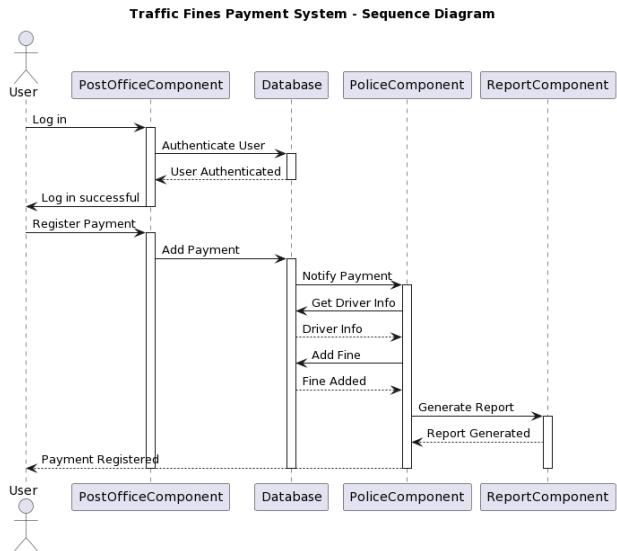 Traffic Fines Payment System - Sequence Diagram
User
PostOfficeComponent
Database
PoliceComponent
ReportComponent
Log in
Authenticate User
User Authenticated
Log in successful
Register Payment
Add Payment
Notify Payment
Get Driver Info
Driver Info
Add Fine
Fine Added
Generate Report
Report Generated
Payment Registered
User
PostOfficeComponent
Database
PoliceComponent
ReportComponent